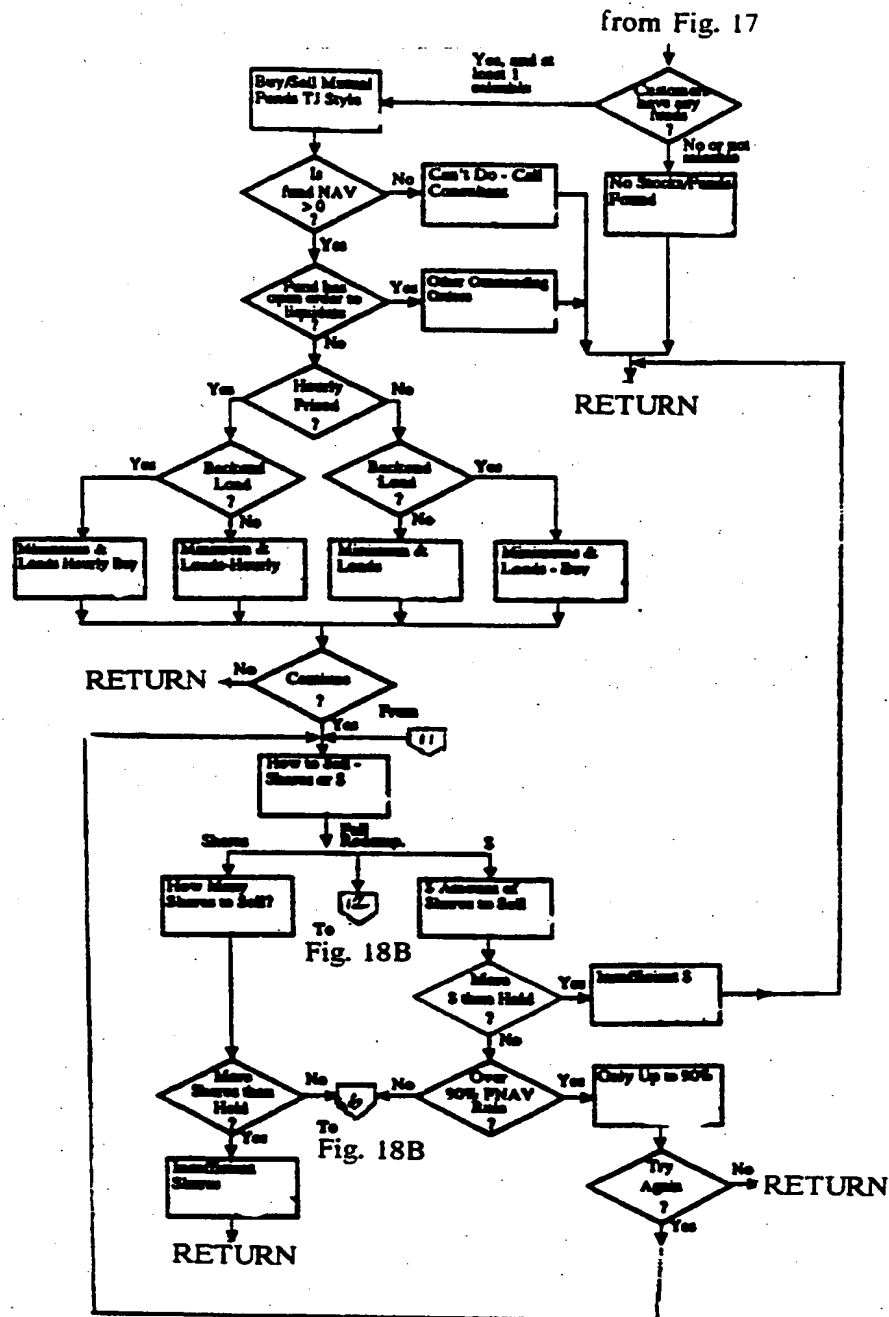 from Fig. 17
Yes, and at
least 1
Customers
have any
funds
?
Buy/Sell Mutual
Funds TJ Style
No or not
No Stocks/Funds
Found
Is
fund NAV
> 0
?
No
Can't Do - Call
Consultant
Yes
Fund has
open order to
liquidate
?
Yes
Other Outstanding
Orders
No
RETURN
Hourly
Priced
?
Yes
No
Backend
Load
?
Yes
No
Backend
Load
?
Yes
No
Minimums &
Loads Hourly Buy
Minimum &
Loads-Hourly
Minimum &
Loads
Minimums &
Loads - Buy
Continue
?
No
RETURN
Yes
From
11
How to Sell -
Shares or $
Shares
Full
Redemp.
$
How Many
Shares to Sell?
12
To
Fig. 18B
$ Amount of
Shares to Sell
More
$ than Held
?
Yes
Insufficient $
No
More
Shares than
Held
?
No
To
Fig. 18B
No
Over
90% FNAV
Rule
?
Yes
Only Up to 90%
Yes
Insufficient
Shares
RETURN
Try
Again
?
No
RETURN
Yes